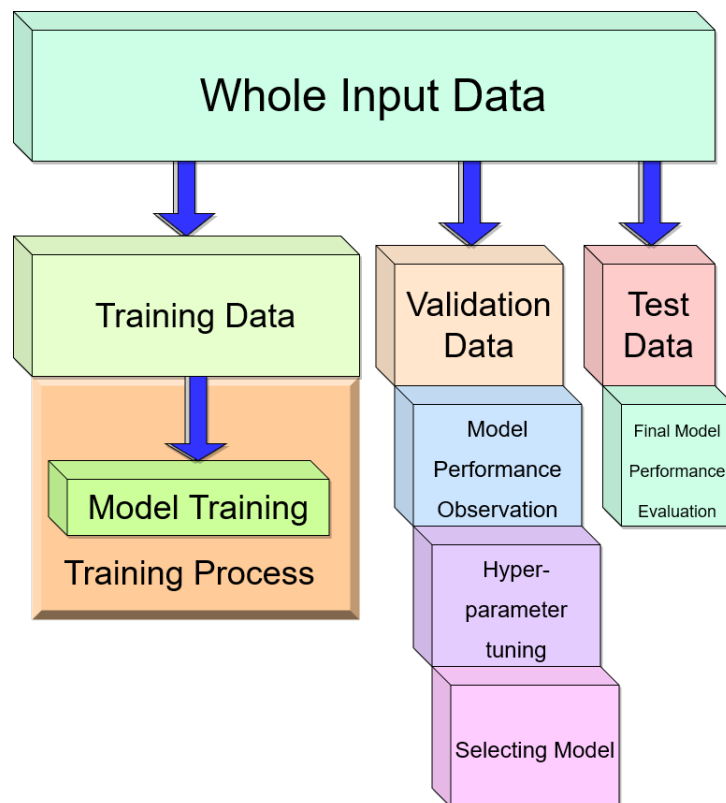 Whole Input Data
Training Data
Model Training
Training Process
Validation
Data
Model
Performance
Observation
Hyper-
parameter
tuning
Selecting Model
Test
Data
Final Model
Performance
Evaluation